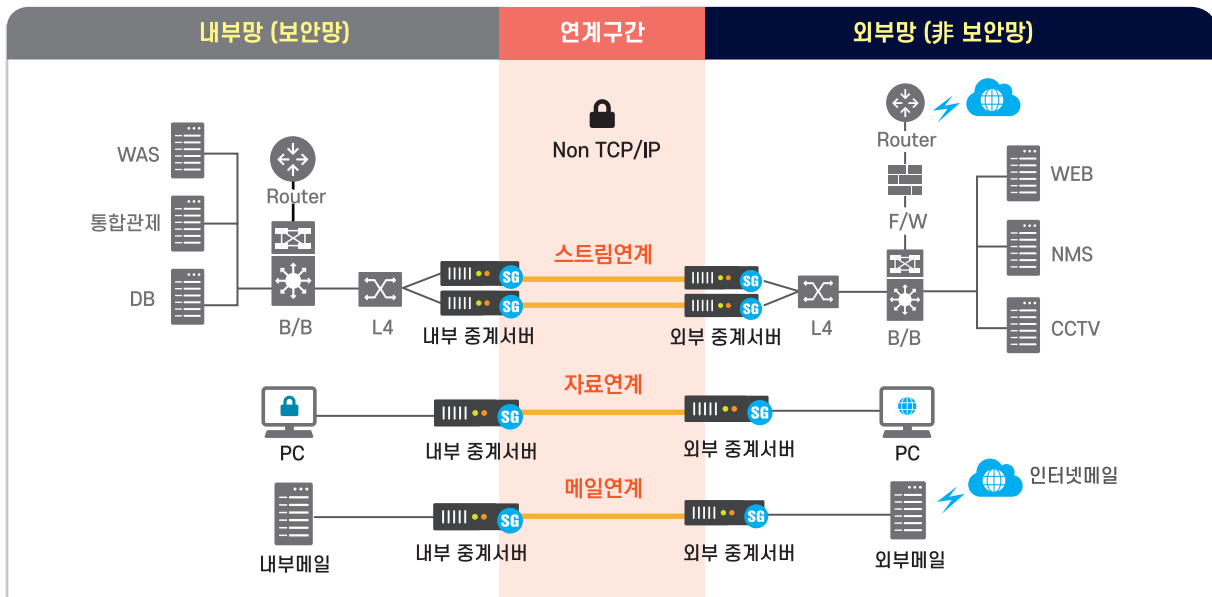 내부망 (보안망)
연계구간
외부망 (非 보안망)
Non TCP/IP
WAS
통합관제
DB
Router
B/B
L4
SG
SG
내부 중계서버
스트림연계
SG
SG
외부 중계서버
L4
Router
F/W
B/B
WEB
NMS
CCTV
PC
SG
내부 중계서버
자료연계
SG
외부 중계서버
PC
내부메일
SG
내부 중계서버
메일연계
SG
외부 중계서버
외부메일
인터넷메일